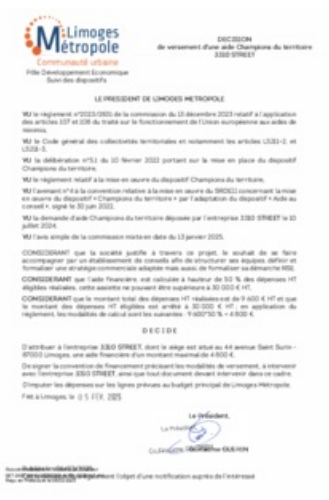 Limoges
Métropole
Communauté urbaine
Pôle Développement Economique
Suivi des dispositifs
DECISION
de versement d'une aide Champions du territoire
3310 STREET
LE PRESIDENT DE LIMOGES METROPOLE
VU le règlement n°2023/2831 de la commission du 13 décembre 2023 relatif à l'application
des articles 107 et 108 du traité sur le fonctionnement de l'Union européenne aux aides de
minimis,
VU le Code général des collectivités territoriales et notamment les articles L5211-2, et
L5211-3,
VU la délibération n°5.1 du 10 février 2022 portant sur la mise en place du dispositif
Champions du territoire,
VU le règlement relatif à la mise en œuvre du dispositif Champions du territoire,
VU l'avenant n°4 à la convention relative à la mise en œuvre du SRDEII concernant la mise
en œuvre du dispositif « Champions du territoire » par l'adaptation du dispositif « Aide au
conseil », signé le 30 juin 2022,
VU la demande d'aide Champions du territoire déposée par l'entreprise 3310 STREET le 10
juillet 2024,
VU l'avis simple de la commission mixte en date du 13 janvier 2025,
CONSIDÉRANT que la société justifie à travers ce projet, le souhait de se faire
accompagner par un établissement de conseils afin de structurer ses équipes, définir et
formaliser une stratégie commerciale adaptée mais aussi, de formaliser sa démarche RSE,
CONSIDÉRANT que l'aide financière est calculée à hauteur de 50 % des dépenses HT
éligibles réalisées, cette assiette ne pouvant être supérieure à 30 000 € HT,
CONSIDÉRANT que le montant total des dépenses HT réalisées est de 9 600 € HT et que
le montant des dépenses HT éligibles est arrêté à 30 000 € HT, en application du
règlement, les modalités de calcul sont les suivantes : 9 600*50 % = 4 800 €,
DECIDE
D'attribuer à l'entreprise 3310 STREET, dont le siège est situé au 44 avenue Saint Surin -
87000 Limoges, une aide financière d'un montant maximal de 4 800 €.
De signer la convention de financement précisant les modalités de versement, à intervenir
avec l'entreprise 3310 STREET ainsi que tout document devant intervenir dans ce cadre.
D'imputer les dépenses sur les lignes prévues au budget principal de Limoges Métropole.
Fait à Limoges, le 05 FEV. 2025
Le Président,
Guillaume GUERIN
l'objet d'une notification auprès de l'intéressé